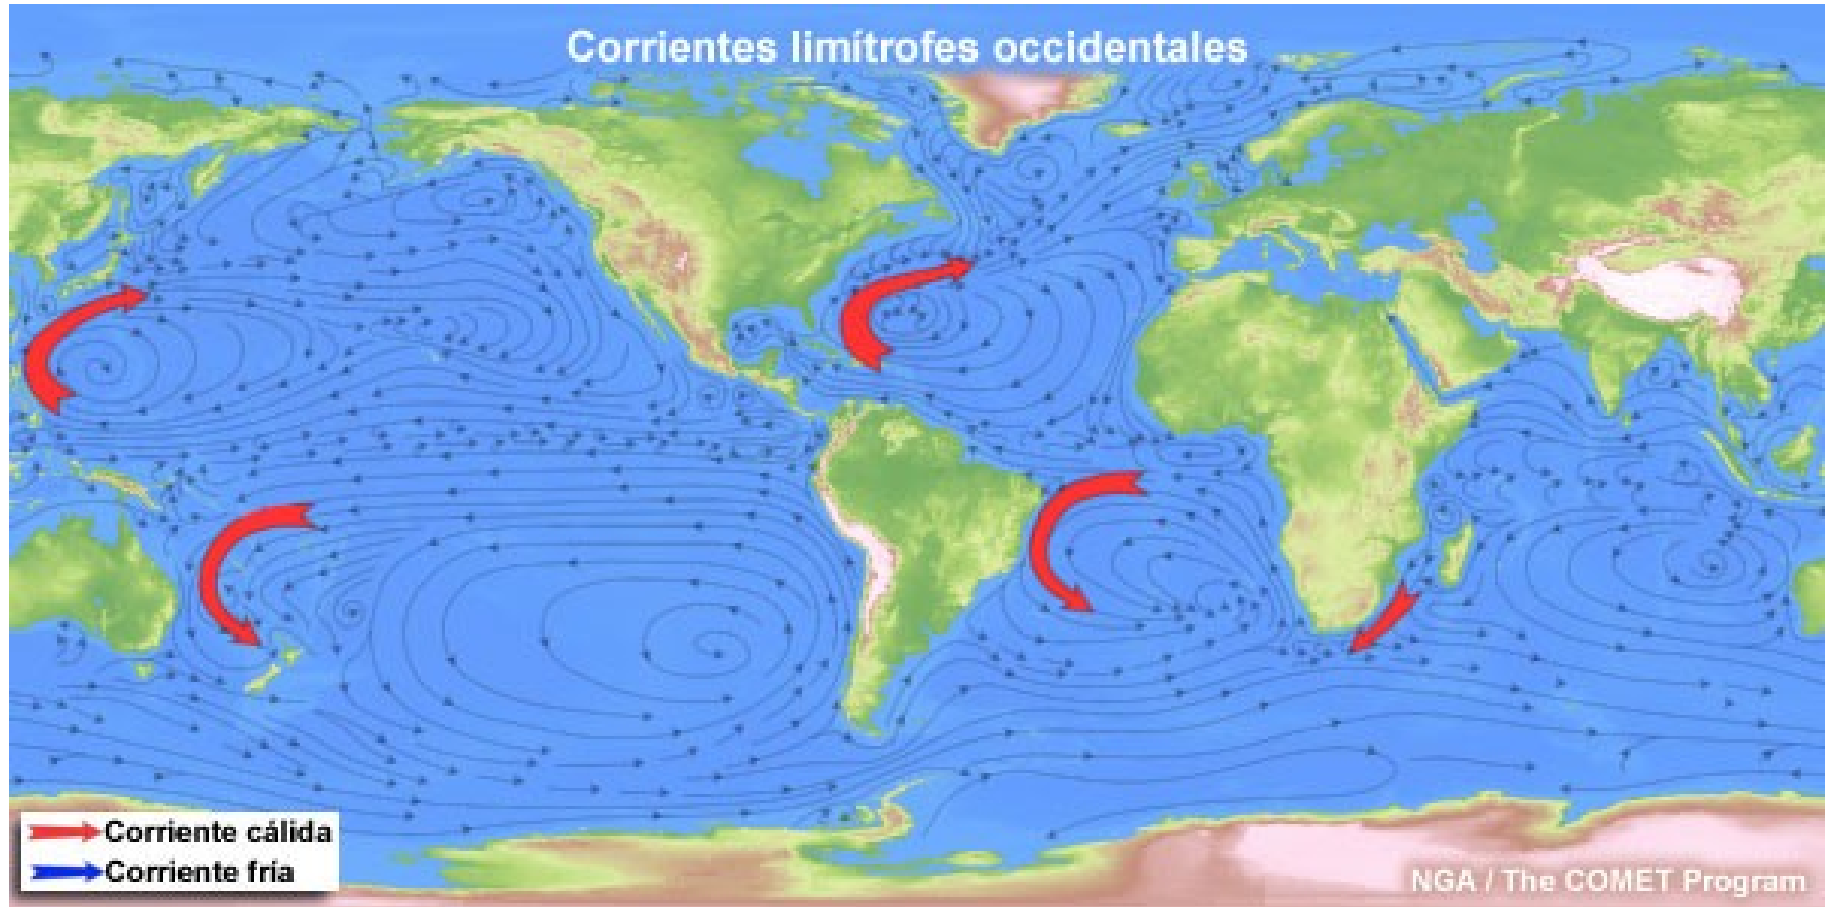 Corrientes limítrofes occidentales
Corriente cálida
Corriente fría
NGA / The COMET Program